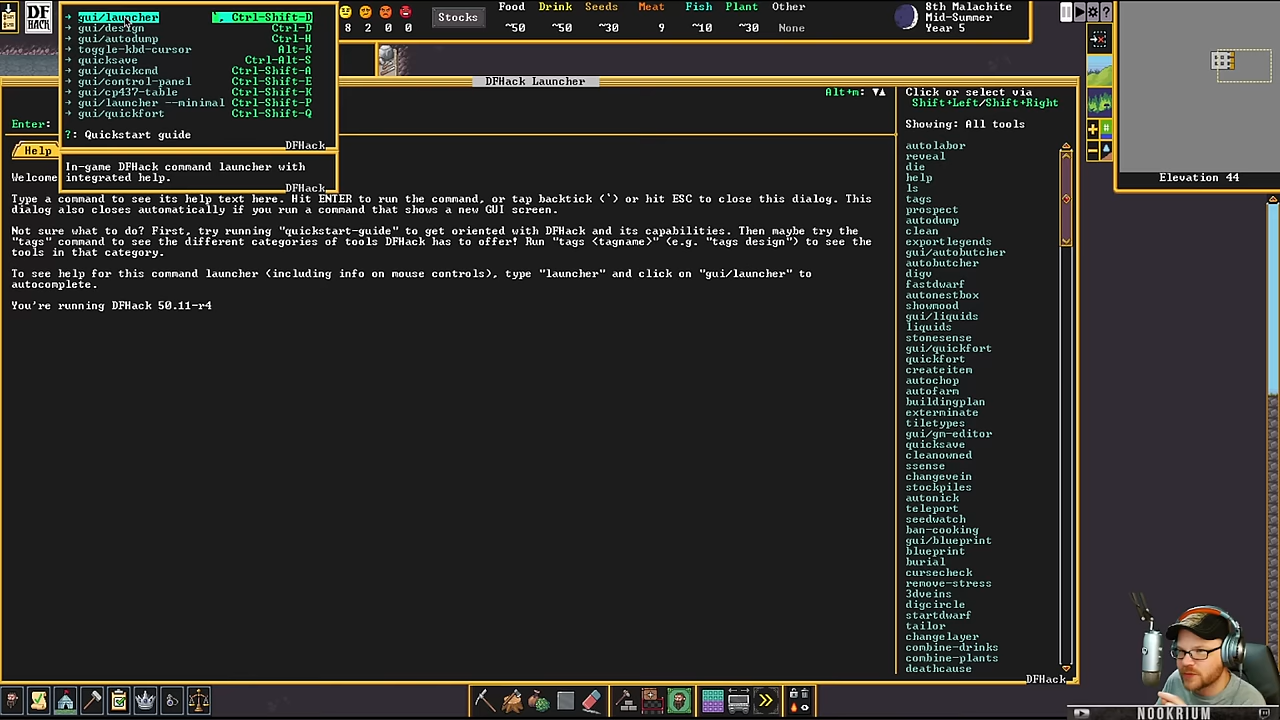 DF
HACK
gui/launcher `, Ctrl-Shift-D
gui/design Ctrl-D
gui/autodump Ctrl-H
toggle-kbd-cursor Alt-K
quicksave Ctrl-Alt-S
gui/quickcmd Ctrl-Shift-A
gui/control-panel Ctrl-Shift-E
gui/cp437-table Ctrl-Shift-K
gui/launcher --minimal Ctrl-Shift-P
gui/quickfort Ctrl-Shift-Q
?: Quickstart guide
DFHack
In-game DFHack command launcher with
integrated help.
DFHack
8 2 0 0
Stocks
Food Drink Seeds Meat Fish Plant Other
~50 ~50 ~30 9 ~10 ~30 None
8th Malachite
Mid-Summer
Year 5
Elevation 44
DFHack Launcher
Alt+m:
Enter:
Help
Welcome
Type a command to see its help text here. Hit ENTER to run the command, or tap backtick (`) or hit ESC to close this dialog. This
dialog also closes automatically if you run a command that shows a new GUI screen.
Not sure what to do? First, try running "quickstart-guide" to get oriented with DFHack and its capabilities. Then maybe try the
"tags" command to see the different categories of tools DFHack has to offer! Run "tags <tagname>" (e.g. "tags design") to see the
tools in that category.
To see help for this command launcher (including info on mouse controls), type "launcher" and click on "gui/launcher" to
autocomplete.
You're running DFHack 50.11-r4
Click or select via
Shift+Left/Shift+Right
Showing: All tools
autolabor
reveal
die
help
ls
tags
prospect
autodump
clean
exportlegends
gui/autobutcher
autobutcher
digv
fastdwarf
autonestbox
showmood
gui/liquids
liquids
stonesense
gui/quickfort
quickfort
createitem
autochop
autofarm
buildingplan
exterminate
tiletypes
gui/gm-editor
quicksave
cleanowned
ssense
changevein
stockpiles
autonick
teleport
seedwatch
ban-cooking
gui/blueprint
blueprint
burial
cursecheck
remove-stress
3dveins
digcircle
startdwarf
tailor
changelayer
combine-drinks
combine-plants
deathcause
DFHack
NOOKRIUM